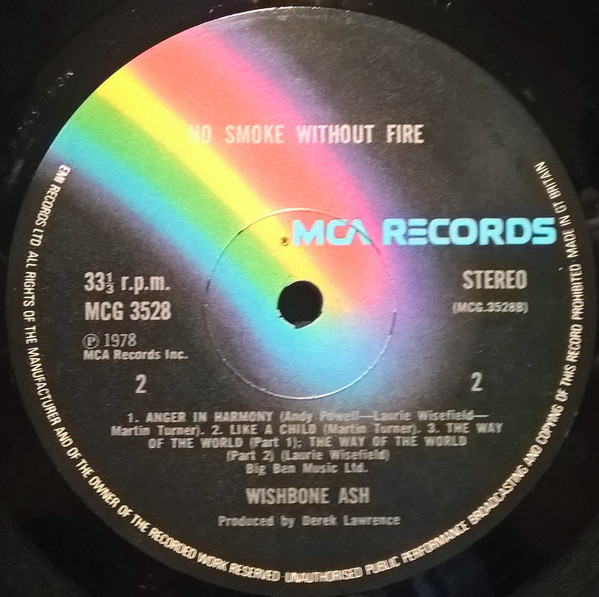 NO SMOKE WITHOUT FIRE
® MCA RECORDS
33⅓ r.p.m.
STEREO
MCG 3528
(MCG.3528B)
Ⓟ 1978
MCA Records Inc.
2
2
1. ANGER IN HARMONY (Andy Powell—Laurie Wisefield—
Martin Turner). 2. LIKE A CHILD (Martin Turner). 3. THE WAY
OF THE WORLD (Part 1); THE WAY OF THE WORLD
(Part 2) (Laurie Wisefield)
Big Ben Music Ltd.
WISHBONE ASH
Produced by Derek Lawrence
EMI RECORDS LTD ALL RIGHTS OF THE MANUFACTURER AND OF THE OWNER OF THE RECORDED WORK RESERVED·UNAUTHORISED PUBLIC PERFORMANCE BROADCASTING AND COPYING OF THIS RECORD PROHIBITED MADE IN GT BRITAIN